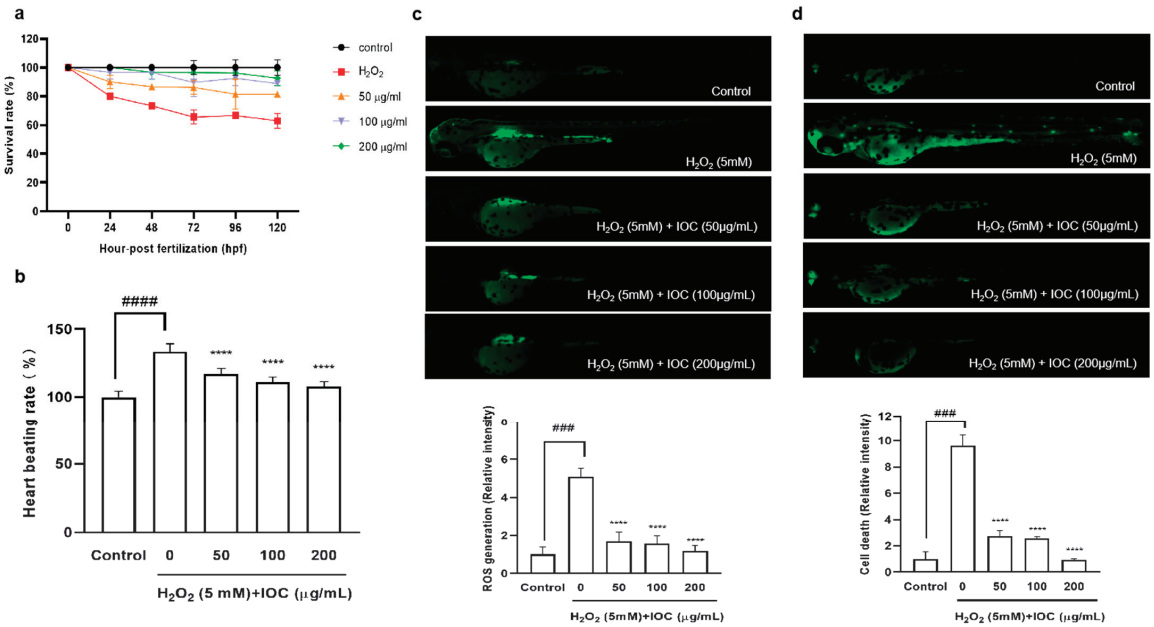 a
120
100
80
60
40
20
0
Survival rate (%)
0 24 48 72 96 120
Hour-post fertilization (hpf)
control
H₂O₂
50 μg/ml
100 μg/ml
200 μg/ml
b
####
150
100
100
50
0
Heart beating rate ( %)
**** **** ****
Control 0 50 100 200
H₂O₂ (5 mM)+IOC (μg/mL)
c
Control
H₂O₂ (5mM)
H₂O₂ (5mM) + IOC (50μg/mL)
H₂O₂ (5mM) + IOC (100μg/mL)
H₂O₂ (5mM) + IOC (200μg/mL)
8
6
4
2
0
ROS generation (Relative intensity)
###
**** **** ****
Control 0 50 100 200
H₂O₂ (5mM)+IOC (μg/mL)
d
Control
H₂O₂ (5mM)
H₂O₂ (5mM) + IOC (50μg/mL)
H₂O₂ (5mM) + IOC (100μg/mL)
H₂O₂ (5mM) + IOC (200μg/mL)
12
10
8
6
4
2
0
Cell death (Relative intensity)
###
**** **** ****
Control 0 50 100 200
H₂O₂ (5mM)+IOC (μg/mL)